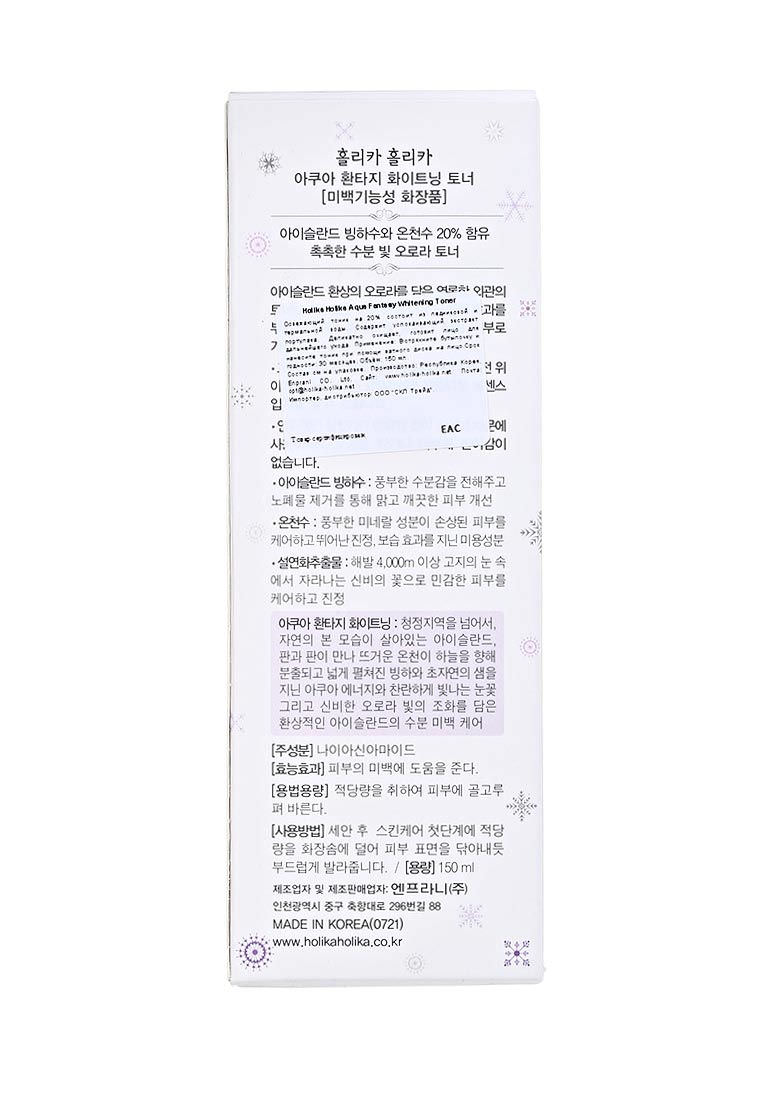 홀리카 홀리카
아쿠아 환타지 화이트닝 토너
[미백기능성 화장품]
아이슬란드 빙하수와 온천수 20% 함유
촉촉한 수분 빛 오로라 토너
아이슬란드 환상의 오로라를 담은 영롱한 외관의
Holika Holika Aqua Fantasy Whitening Toner
Освежающий тоник на 20% состоит из ледниковой и
термальной воды. Содержит успокаивающий экстракт
портулака. Деликатно очищает, готовит лицо для
дальнейшего ухода. Применение: Встряхните бутылочку и
нанесите тоник при помощи ватного диска на лицо. Срок
годности: 30 месяцев. Объем: 150 мл
Состав: см на упаковке. Производство: Республика Корея,
Enprani CO., Ltd. Сайт: www.holika-holika.net Почта:
opt@holika-holika.net
Импортер, дистрибьютор: ООО "СКЛ Трейд"
Товар сертифицирован
EAC
없습니다.
• 아이슬란드 빙하수 : 풍부한 수분감을 전해주고
노폐물 제거를 통해 맑고 깨끗한 피부 개선
• 온천수 : 풍부한 미네랄 성분이 손상된 피부를
케어하고 뛰어난 진정, 보습 효과를 지닌 미용성분
• 설연화추출물 : 해발 4,000m 이상 고지의 눈 속
에서 자라나는 신비의 꽃으로 민감한 피부를
케어하고 진정
아쿠아 환타지 화이트닝 : 청정지역을 넘어서,
자연의 본 모습이 살아있는 아이슬란드,
판과 판이 만나 뜨거운 온천이 하늘을 향해
분출되고 넓게 펼쳐진 빙하와 초자연의 샘을
지닌 아쿠아 에너지와 찬란하게 빛나는 눈꽃
그리고 신비한 오로라 빛의 조화를 담은
환상적인 아이슬란드의 수분 미백 케어
[주성분] 나이아신아마이드
[효능효과] 피부의 미백에 도움을 준다.
[용법용량] 적당량을 취하여 피부에 골고루
펴 바른다.
[사용방법] 세안 후 스킨케어 첫단계에 적당
량을 화장솜에 덜어 피부 표면을 닦아내듯
부드럽게 발라줍니다. / [용량] 150 ml
제조업자 및 제조판매업자: 엔프라니(주)
인천광역시 중구 축항대로 296번길 88
MADE IN KOREA(0721)
www.holikaholika.co.kr